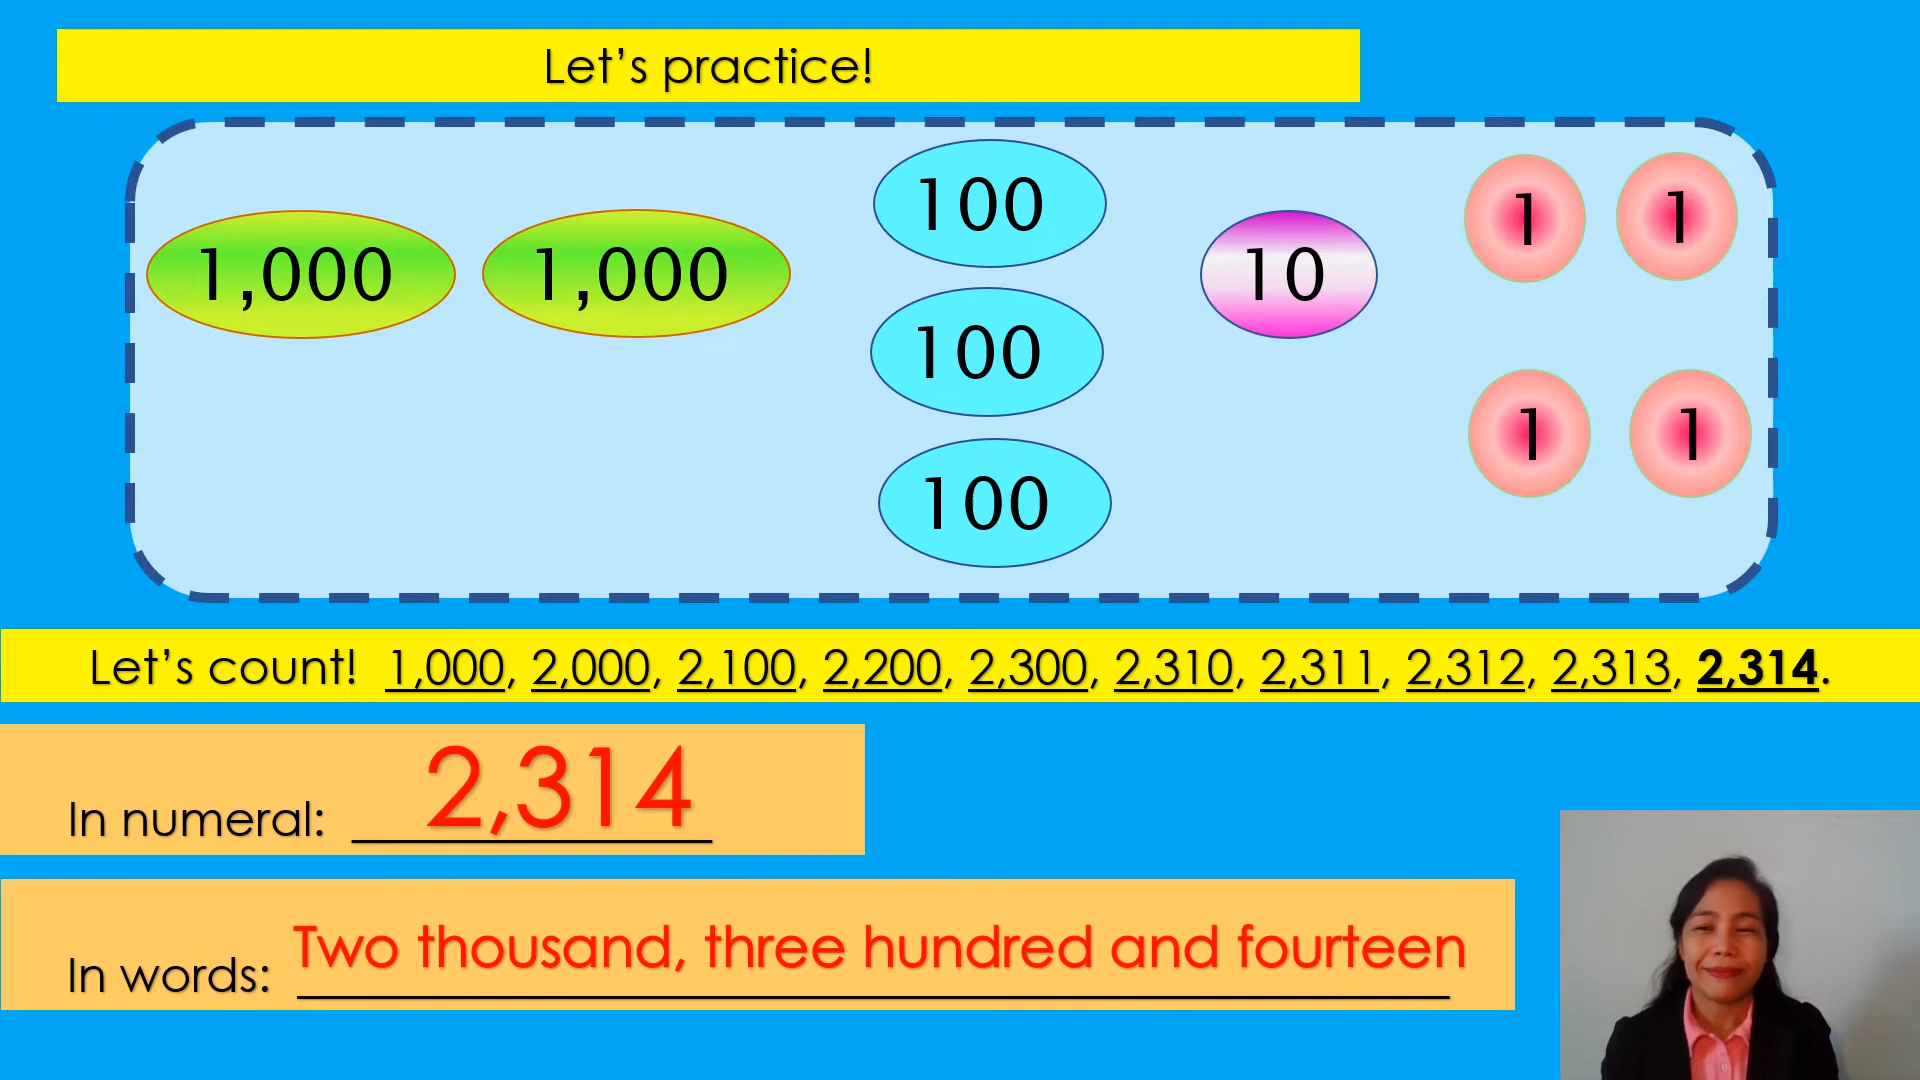 Let's practice!
1,000 1,000 100 10 1 1
100
1 1
100
Let's count! 1,000, 2,000, 2,100, 2,200, 2,300, 2,310, 2,311, 2,312, 2,313, 2,314.
In numeral: 2,314
In words: Two thousand, three hundred and fourteen